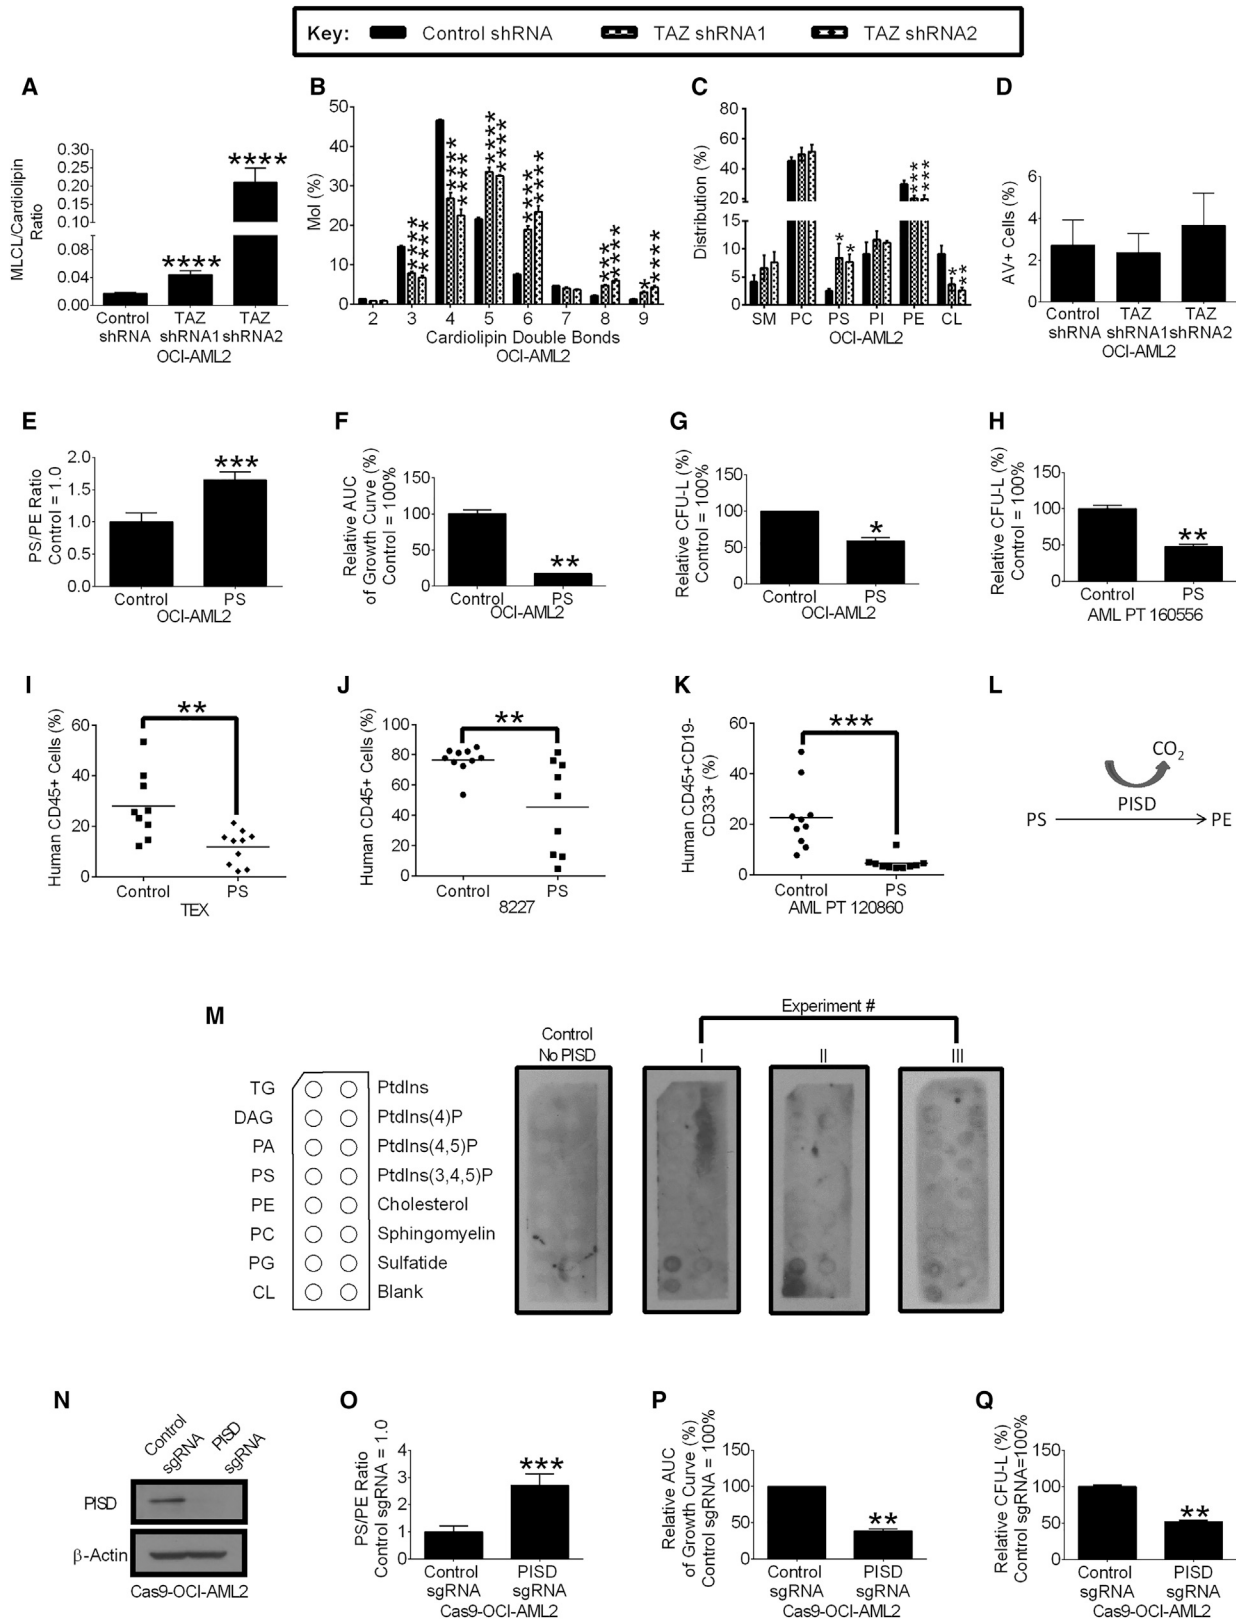 Key: Control shRNA TAZ shRNA1 TAZ shRNA2
A
MLCL/Cardiolipin
Ratio
0.30
0.25
0.20
0.15
0.10
0.08
0.04
0.00
****
****
Control
shRNA
TAZ
shRNA1
TAZ
shRNA2
OCI-AML2
B
Mol (%)
50
40
30
20
10
0
**** **** **** **** **** **** **** **** **** **** * ****
2 3 4 5 6 7 8 9
Cardiolipin Double Bonds
OCI-AML2
C
Distribution (%)
80
60
40
20
15
10
5
0
* * *** **** * **
SM PC PS PI PE CL
OCI-AML2
D
AV+ Cells (%)
6
4
2
0
Control
shRNA
TAZ
shRNA1
TAZ
shRNA2
OCI-AML2
E
PS/PE Ratio
Control = 1.0
2.0
1.5
1.0
0.5
0.0
***
Control PS
OCI-AML2
F
Relative AUC
of Growth Curve (%)
Control = 100%
150
100
50
0
**
Control PS
OCI-AML2
G
Relative CFU-L (%)
Control = 100%
150
100
50
0
*
Control PS
OCI-AML2
H
Relative CFU-L (%)
Control = 100%
150
100
50
0
**
Control PS
AML PT 160556
I
Human CD45+ Cells (%)
60
40
20
0
**
Control PS
TEX
J
Human CD45+ Cells (%)
100
80
60
40
20
0
**
Control PS
8227
K
Human CD45+CD19-
CD33+ (%)
60
40
20
0
***
Control PS
AML PT 120860
L
CO2
PISD
PS PE
M
Experiment #
Control
No PISD
I II III
TG PtdIns
DAG PtdIns(4)P
PA PtdIns(4,5)P
PS PtdIns(3,4,5)P
PE Cholesterol
PC Sphingomyelin
PG Sulfatide
CL Blank
N
Control
sgRNA
PISD
sgRNA
PISD
β-Actin
Cas9-OCI-AML2
O
PS/PE Ratio
Control sgRNA = 1.0
4
3
2
1
0
***
Control
sgRNA
PISD
sgRNA
Cas9-OCI-AML2
P
Relative AUC
of Growth Curve (%)
Control sgRNA = 100%
150
100
50
0
**
Control
sgRNA
PISD
sgRNA
Cas9-OCI-AML2
Q
Relative CFU-L (%)
Control sgRNA=100%
150
100
50
0
**
Control
sgRNA
PISD
sgRNA
Cas9-OCI-AML2